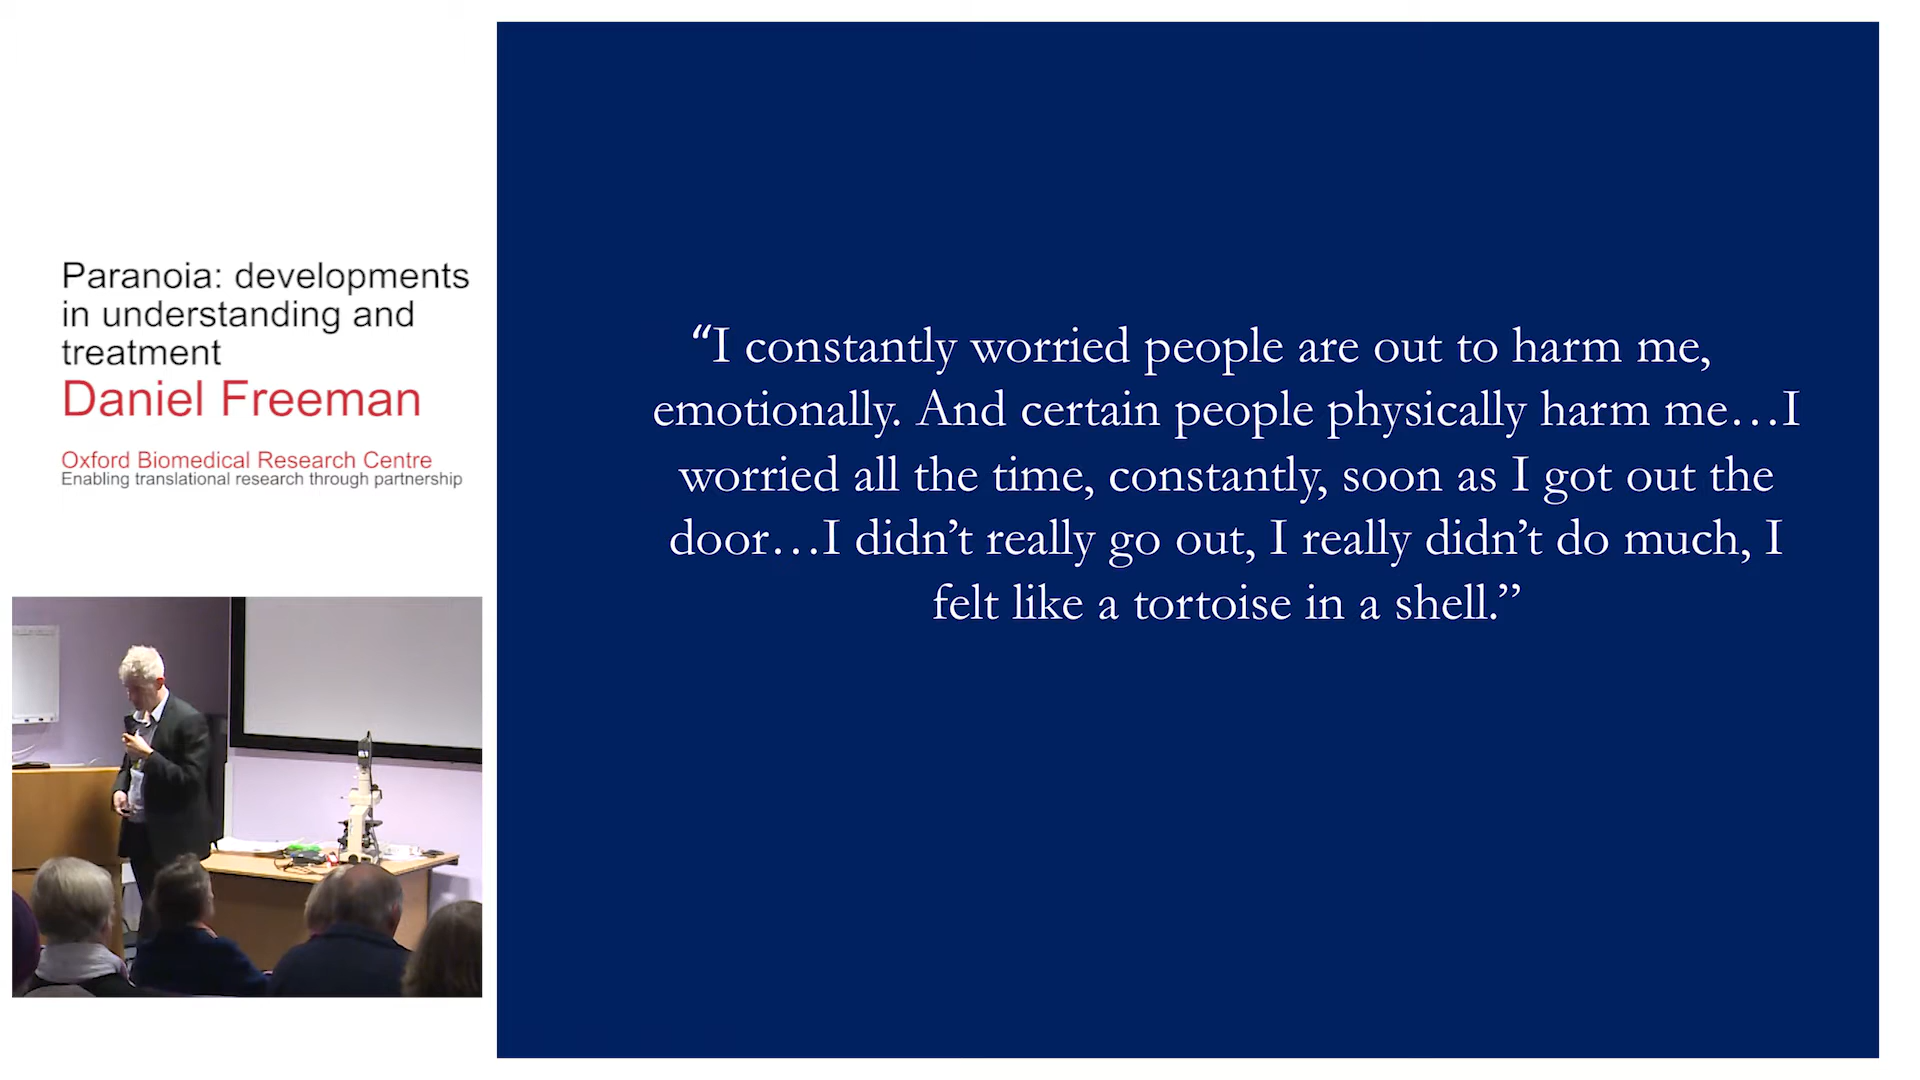 Paranoia: developments
in understanding and
treatment
Daniel Freeman
Oxford Biomedical Research Centre
Enabling translational research through partnership
“I constantly worried people are out to harm me,
emotionally. And certain people physically harm me…I
worried all the time, constantly, soon as I got out the
door…I didn’t really go out, I really didn’t do much, I
felt like a tortoise in a shell.”